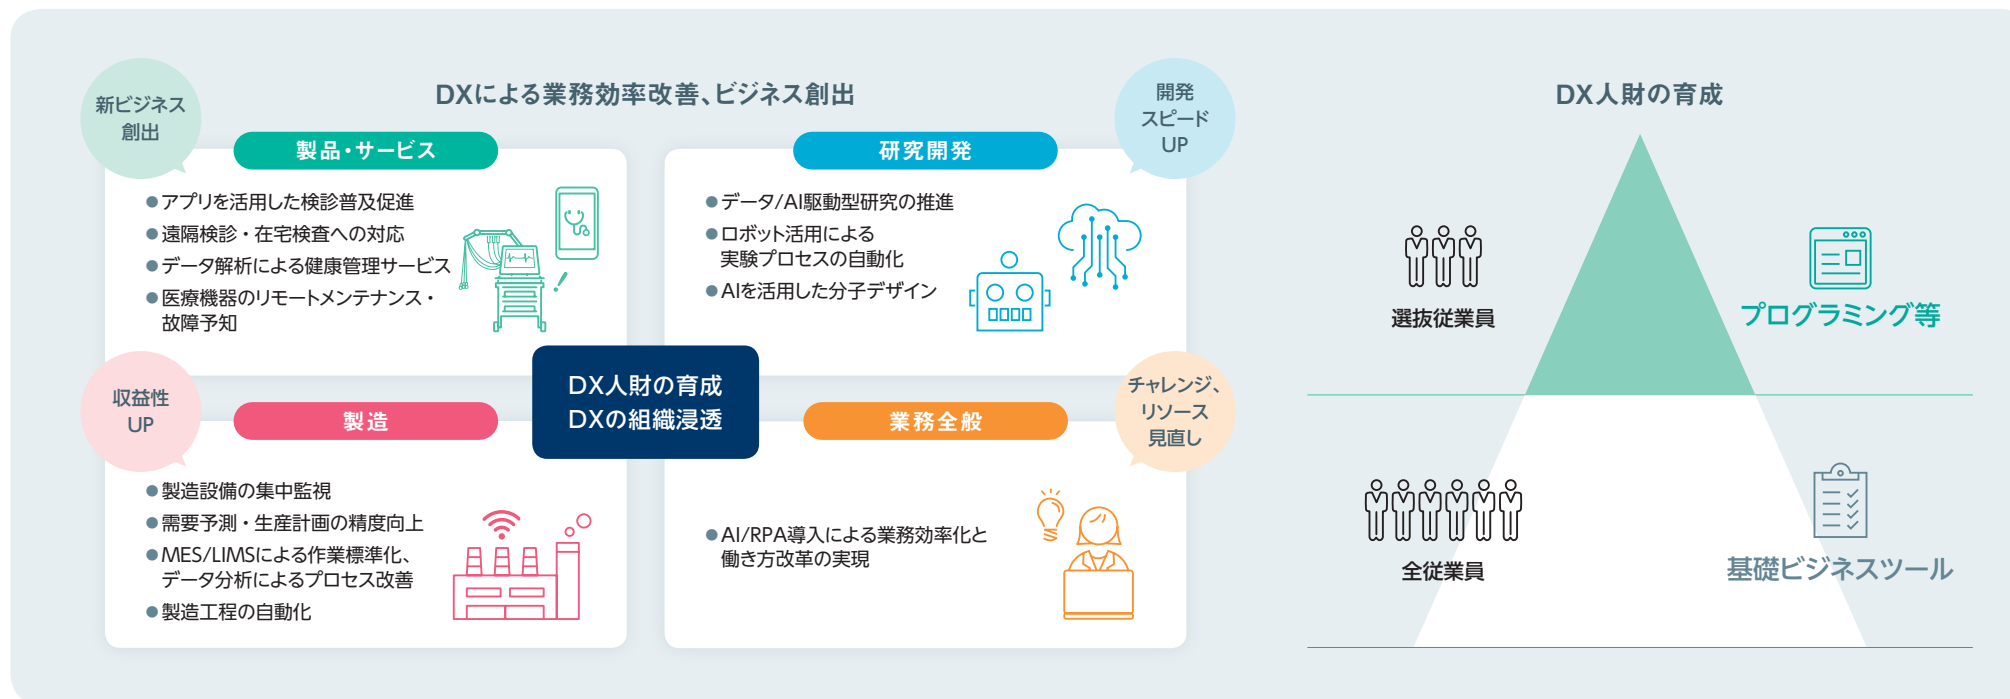 DXによる業務効率改善、ビジネス創出
新ビジネス
創出
製品・サービス
●アプリを活用した検診普及促進
●遠隔検診・在宅検査への対応
●データ解析による健康管理サービス
●医療機器のリモートメンテナンス・
故障予知
開発
スピード
UP
研究開発
●データ/AI駆動型研究の推進
●ロボット活用による
実験プロセスの自動化
●AIを活用した分子デザイン
DX人財の育成
DXの組織浸透
収益性
UP
製造
●製造設備の集中監視
●需要予測・生産計画の精度向上
●MES/LIMSによる作業標準化、
データ分析によるプロセス改善
●製造工程の自動化
チャレンジ、
リソース
見直し
業務全般
●AI/RPA導入による業務効率化と
働き方改革の実現
DX人財の育成
選抜従業員
プログラミング等
全従業員
基礎ビジネスツール